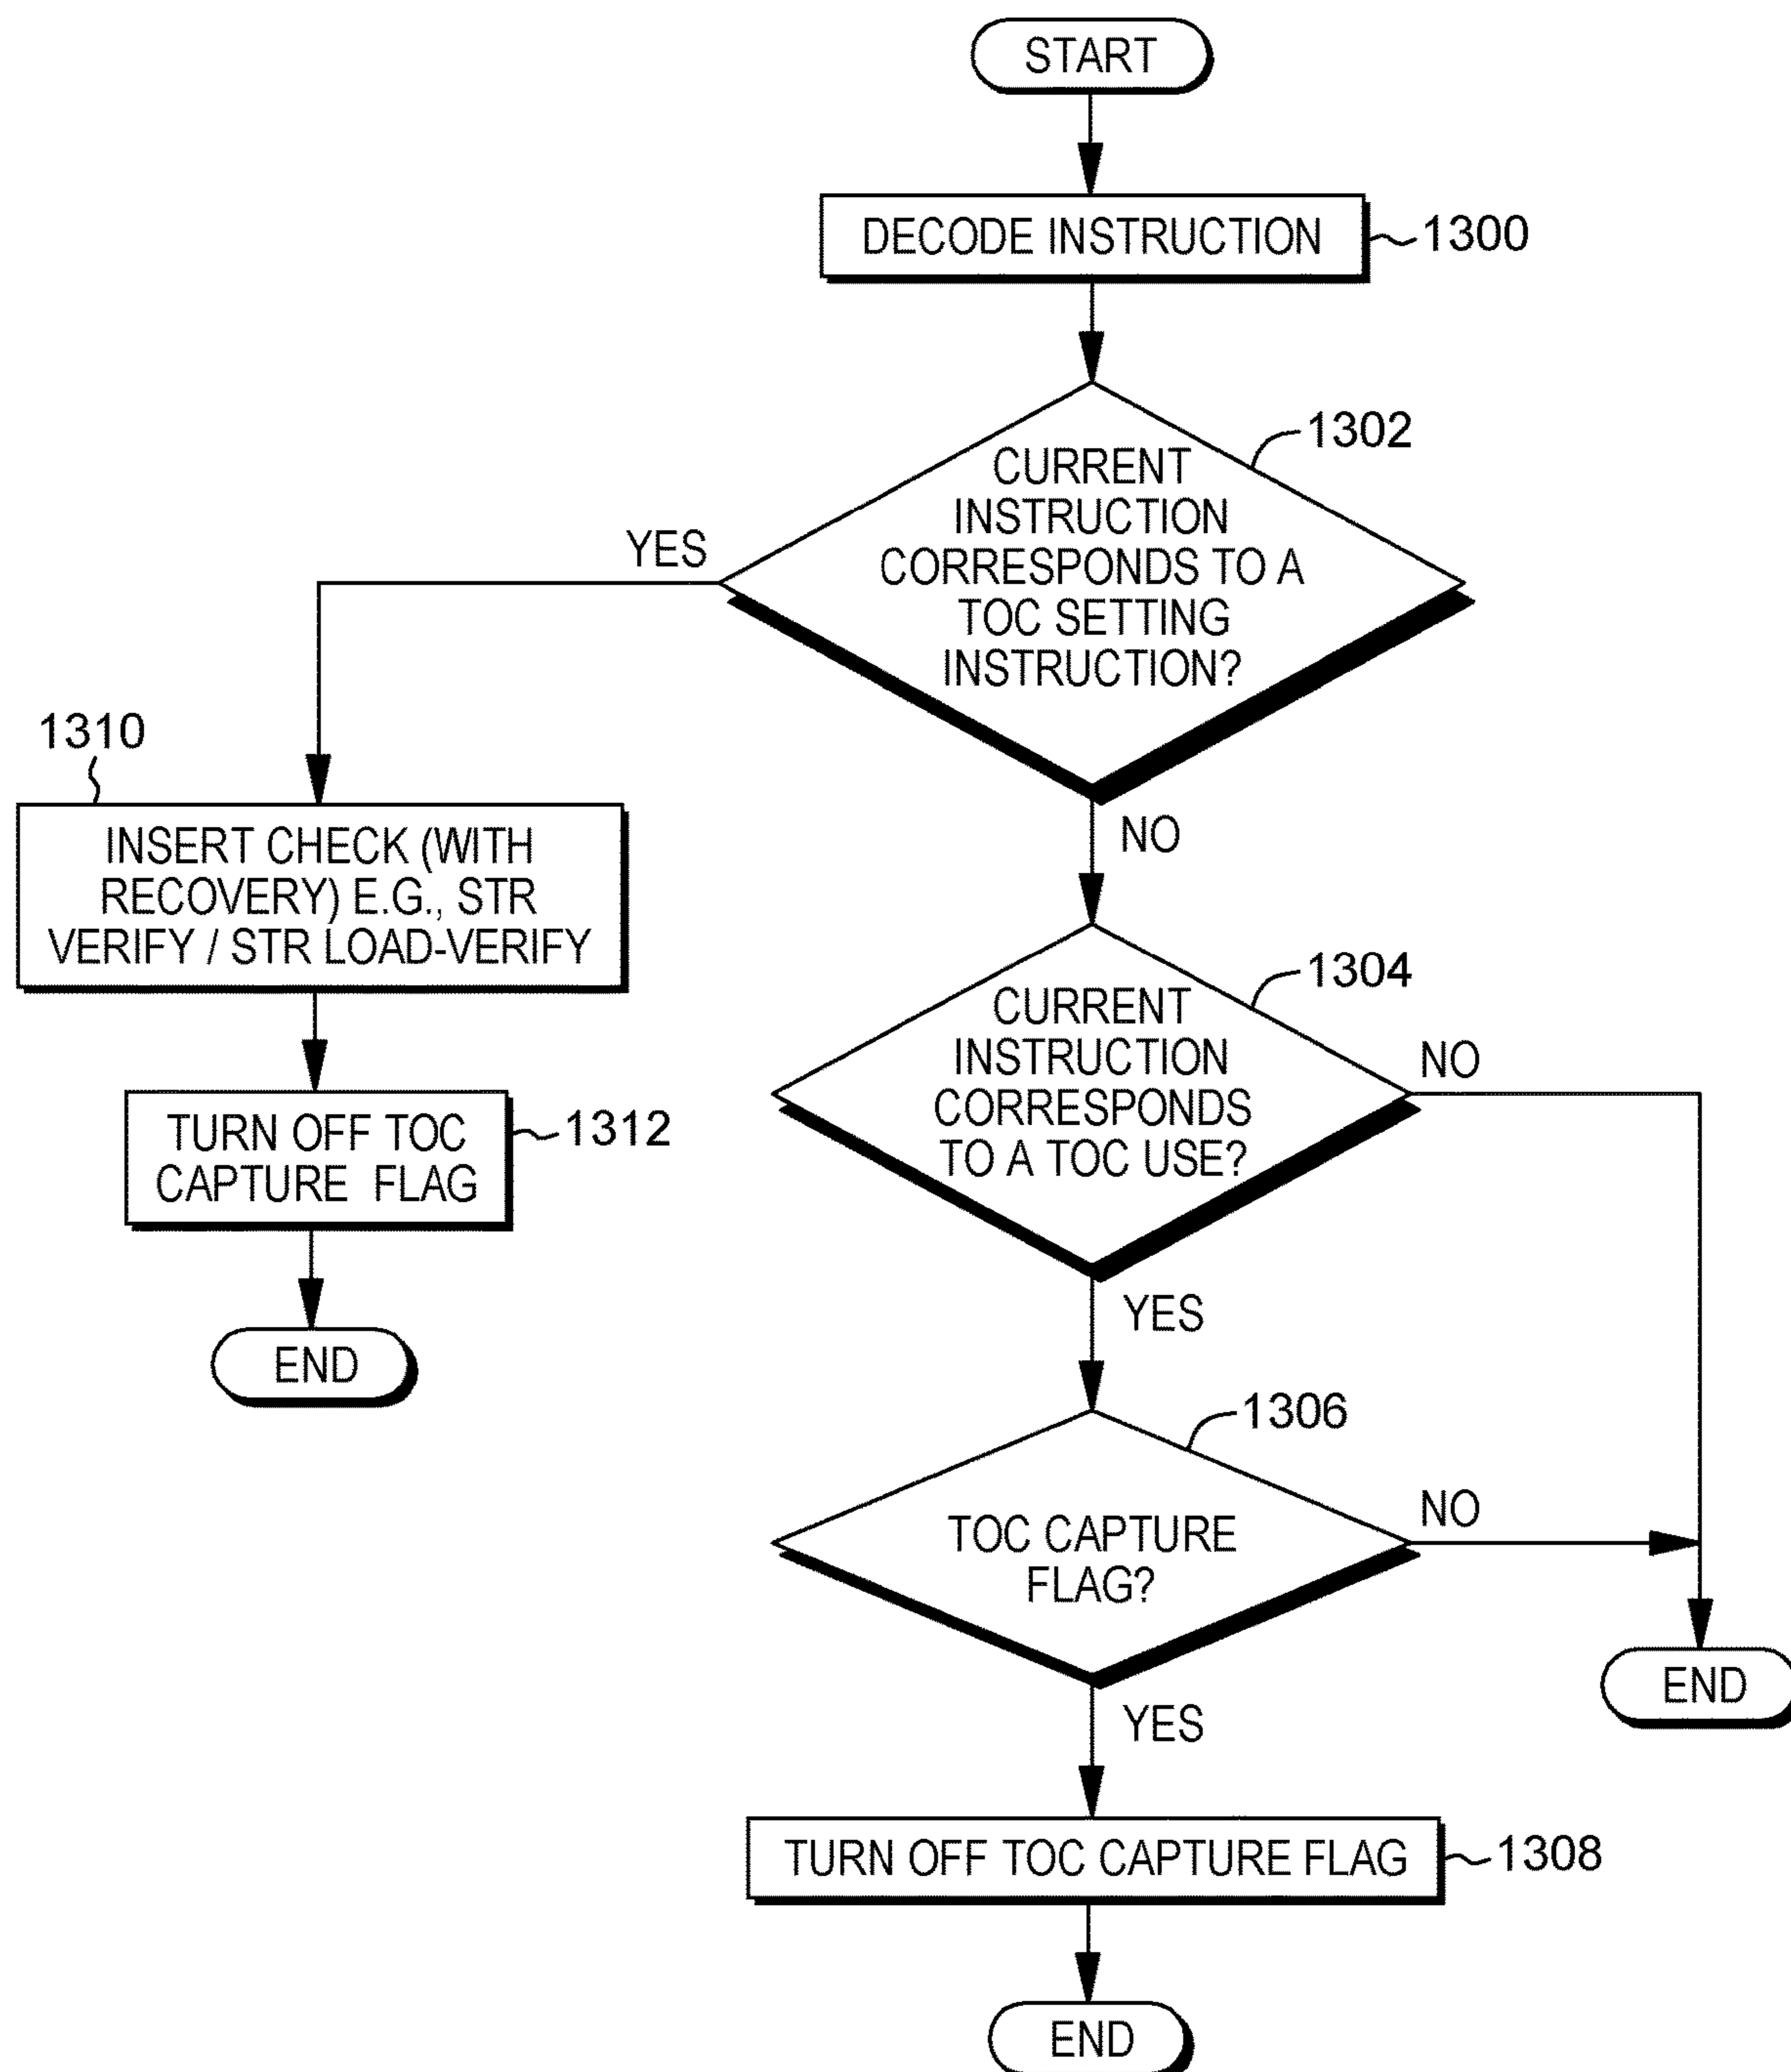 START
DECODE INSTRUCTION
1300
1302
CURRENT
INSTRUCTION
CORRESPONDS TO A
TOC SETTING
INSTRUCTION?
YES
NO
1310
INSERT CHECK (WITH
RECOVERY) E.G., STR
VERIFY / STR LOAD-VERIFY
TURN OFF TOC
CAPTURE FLAG
1312
END
1304
CURRENT
INSTRUCTION
CORRESPONDS
TO A TOC USE?
NO
YES
1306
TOC CAPTURE
FLAG?
NO
END
YES
TURN OFF TOC CAPTURE FLAG
1308
END